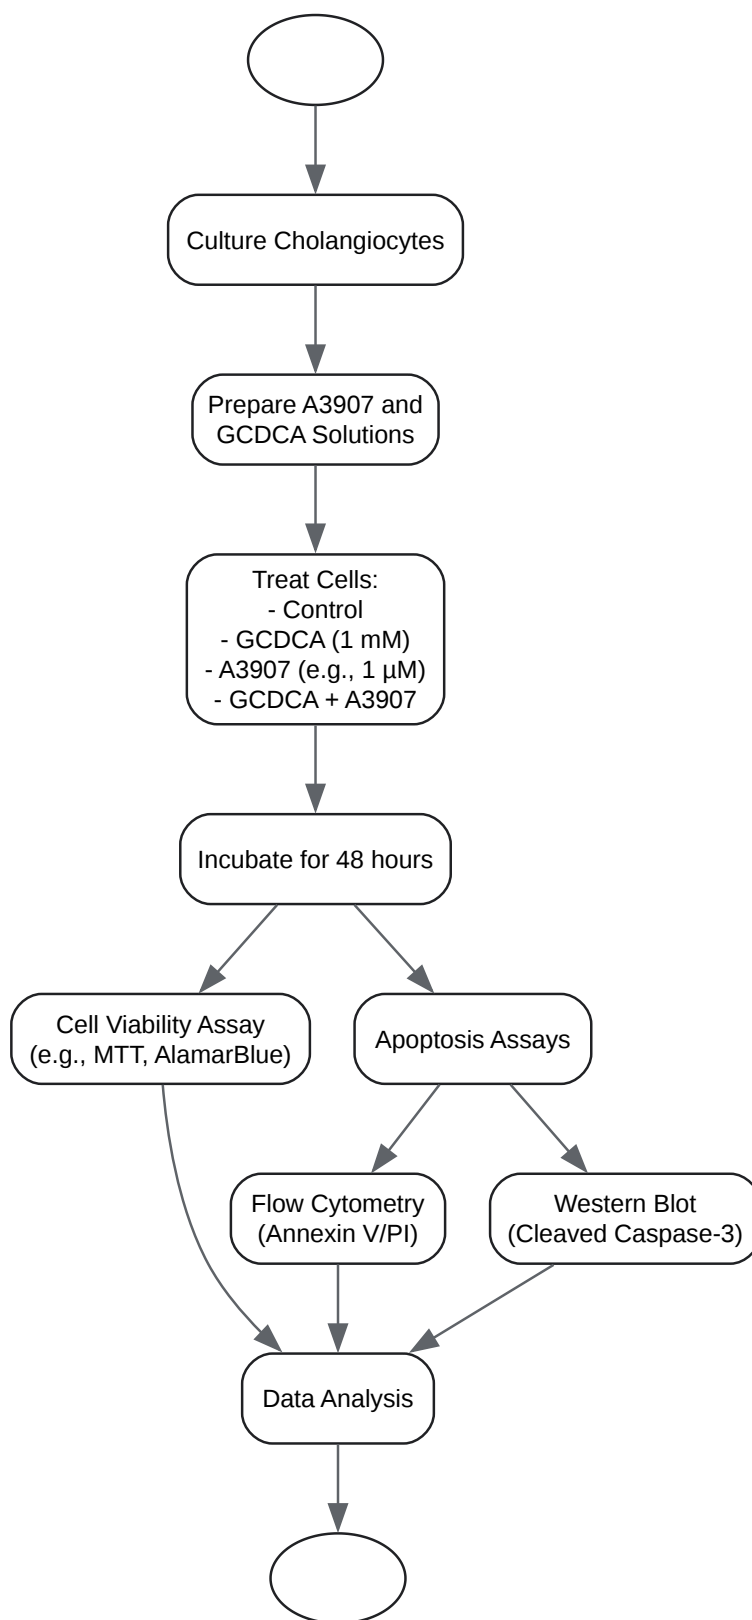 Culture Cholangiocytes
Prepare A3907 and
GCDCA Solutions
Treat Cells:
- Control
- GCDCA (1 mM)
- A3907 (e.g., 1 µM)
- GCDCA + A3907
Incubate for 48 hours
Cell Viability Assay
(e.g., MTT, AlamarBlue)
Apoptosis Assays
Flow Cytometry
(Annexin V/PI)
Western Blot
(Cleaved Caspase-3)
Data Analysis